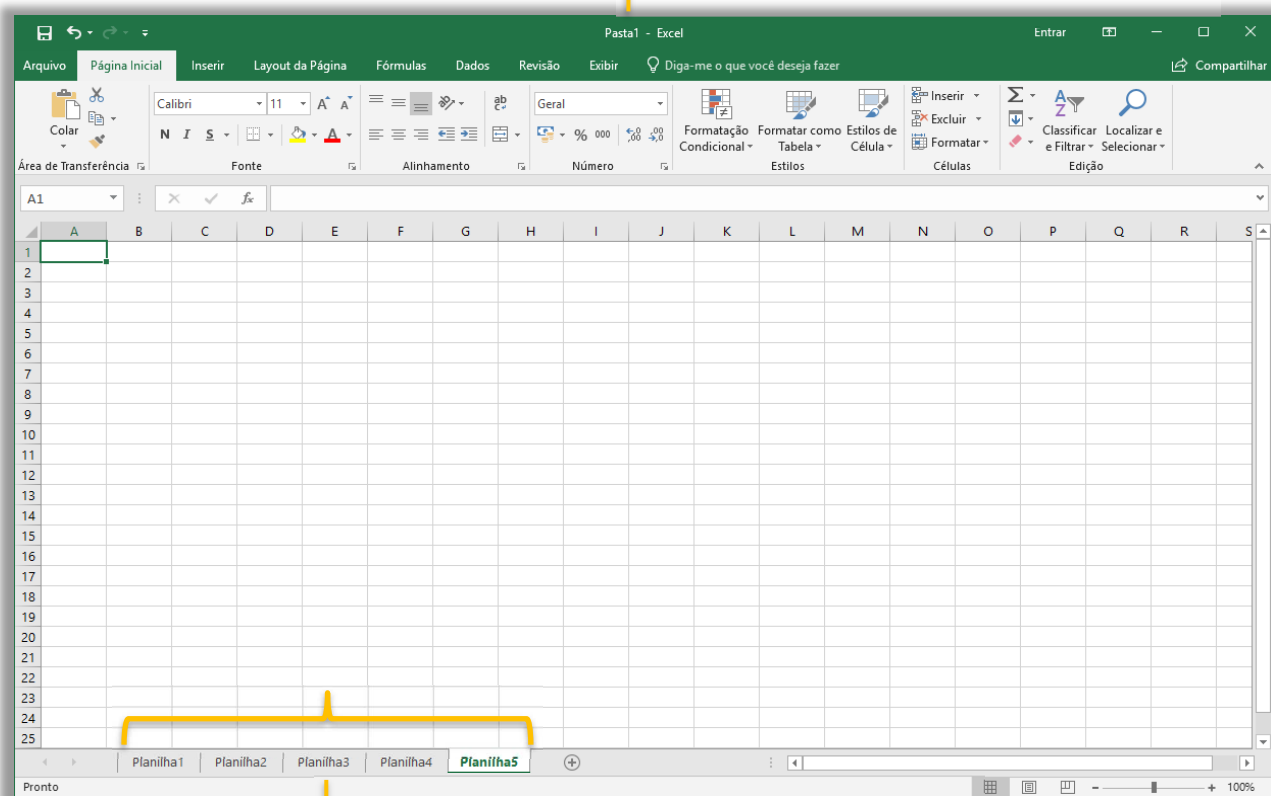 Pasta1 - Excel
Entrar
Arquivo Página Inicial Inserir Layout da Página Fórmulas Dados Revisão Exibir Diga-me o que você deseja fazer Compartilhar
Colar
Área de Transferência
Calibri 11
N I S
Fonte
Alinhamento
Geral
% 000
Número
Formatação Condicional
Formatar como Tabela
Estilos de Célula
Estilos
Inserir
Excluir
Formatar
Células
Classificar e Filtrar
Localizar e Selecionar
Edição
A1 fx
A B C D E F G H I J K L M N O P Q R S
1
2
3
4
5
6
7
8
9
10
11
12
13
14
15
16
17
18
19
20
21
22
23
24
25
Planilha1 Planilha2 Planilha3 Planilha4 Planilha5
Pronto 100%